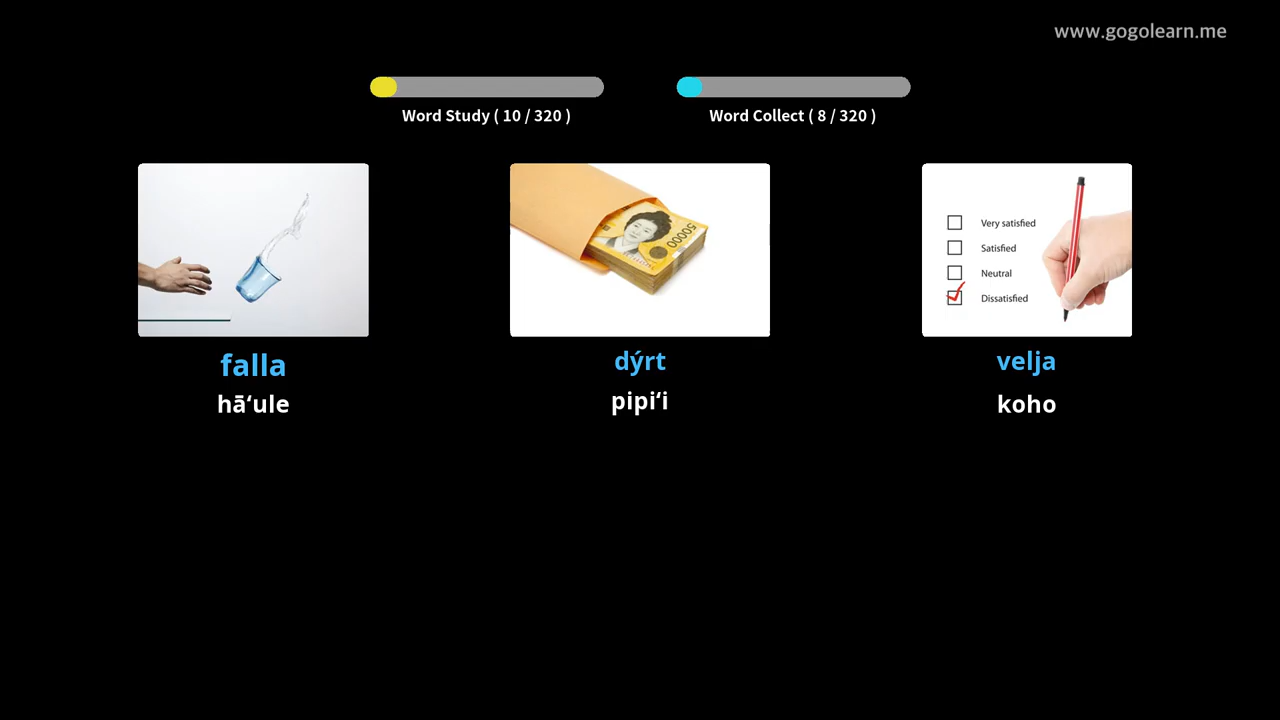 www.gogolearn.me
Word Study ( 10 / 320 )
Word Collect ( 8 / 320 )
50000
Very satisfied
Satisfied
Neutral
Dissatisfied
falla
dýrt
velja
hāʻule
pipiʻi
koho